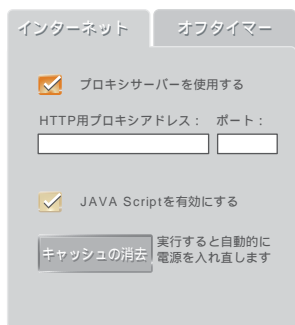 インターネット オフタイマー
プロキシサーバーを使用する
HTTP用プロキシアドレス： ポート：
JAVA Scriptを有効にする
キャッシュの消去
実行すると自動的に
電源を入れ直します